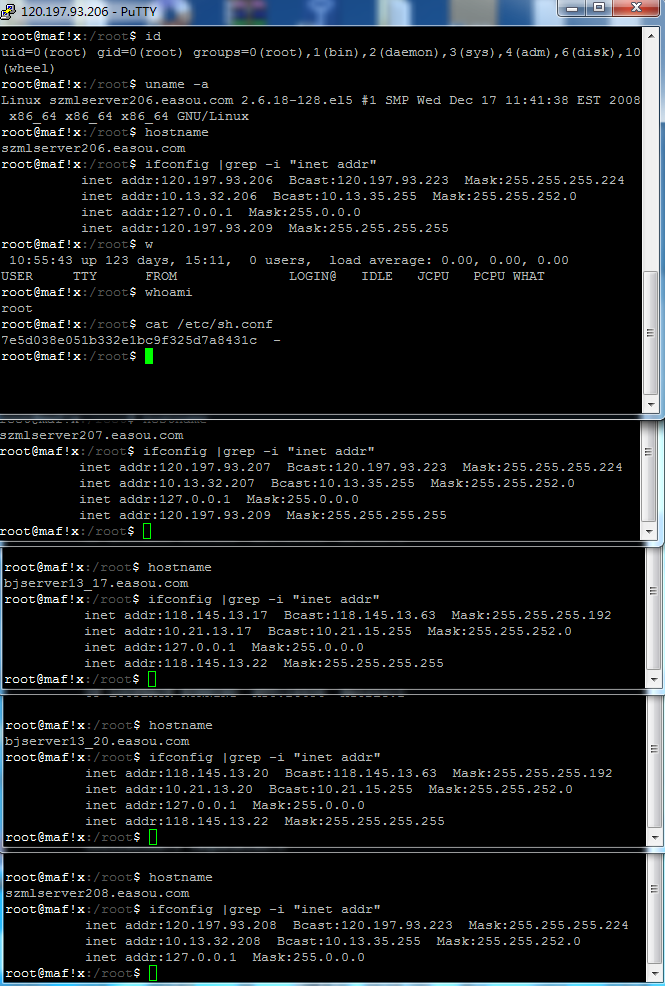 120.197.93.206 - PuTTY
root@maf!x:/root$ id
uid=0(root) gid=0(root) groups=0(root),1(bin),2(daemon),3(sys),4(adm),6(disk),10
(wheel)
root@maf!x:/root$ uname -a
Linux szmlserver206.easou.com 2.6.18-128.el5 #1 SMP Wed Dec 17 11:41:38 EST 2008
 x86_64 x86_64 x86_64 GNU/Linux
root@maf!x:/root$ hostname
szmlserver206.easou.com
root@maf!x:/root$ ifconfig |grep -i "inet addr"
inet addr:120.197.93.206  Bcast:120.197.93.223  Mask:255.255.255.224
inet addr:10.13.32.206  Bcast:10.13.35.255  Mask:255.255.252.0
inet addr:127.0.0.1  Mask:255.0.0.0
inet addr:120.197.93.209  Mask:255.255.255.255
root@maf!x:/root$ w
 10:55:43 up 123 days, 15:11,  0 users,  load average: 0.00, 0.00, 0.00
USER     TTY      FROM              LOGIN@   IDLE   JCPU   PCPU WHAT
root@maf!x:/root$ whoami
root
root@maf!x:/root$ cat /etc/sh.conf
7e5d038e051b332e1bc9f325d7a8431c  -
root@maf!x:/root$
szmlserver207.easou.com
root@maf!x:/root$ ifconfig |grep -i "inet addr"
inet addr:120.197.93.207  Bcast:120.197.93.223  Mask:255.255.255.224
inet addr:10.13.32.207  Bcast:10.13.35.255  Mask:255.255.252.0
inet addr:127.0.0.1  Mask:255.0.0.0
inet addr:120.197.93.209  Mask:255.255.255.255
root@maf!x:/root$
root@maf!x:/root$ hostname
bjserver13_17.easou.com
root@maf!x:/root$ ifconfig |grep -i "inet addr"
inet addr:118.145.13.17  Bcast:118.145.13.63  Mask:255.255.255.192
inet addr:10.21.13.17  Bcast:10.21.15.255  Mask:255.255.252.0
inet addr:127.0.0.1  Mask:255.0.0.0
inet addr:118.145.13.22  Mask:255.255.255.255
root@maf!x:/root$
root@maf!x:/root$ hostname
bjserver13_20.easou.com
root@maf!x:/root$ ifconfig |grep -i "inet addr"
inet addr:118.145.13.20  Bcast:118.145.13.63  Mask:255.255.255.192
inet addr:10.21.13.20  Bcast:10.21.15.255  Mask:255.255.252.0
inet addr:127.0.0.1  Mask:255.0.0.0
inet addr:118.145.13.22  Mask:255.255.255.255
root@maf!x:/root$
root@maf!x:/root$ hostname
szmlserver208.easou.com
root@maf!x:/root$ ifconfig |grep -i "inet addr"
inet addr:120.197.93.208  Bcast:120.197.93.223  Mask:255.255.255.224
inet addr:10.13.32.208  Bcast:10.13.35.255  Mask:255.255.252.0
inet addr:127.0.0.1  Mask:255.0.0.0
root@maf!x:/root$